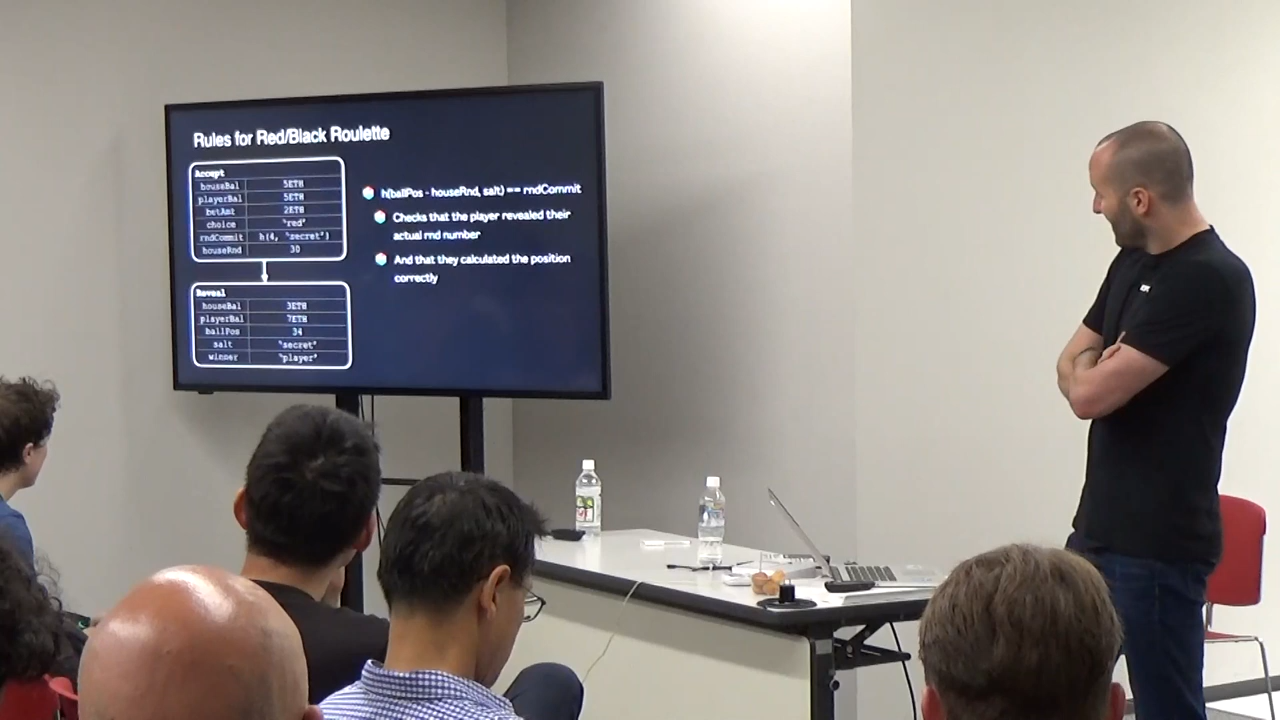 Rules for Red/Black Roulette
Accept
houseBal 5ETH
playerBal 5ETH
betAmt 2ETH
choice "red"
rndCommit h(4, "secret")
houseRnd 30
Reveal
houseBal 3ETH
playerBal 7ETH
ballPos 34
salt "secret"
winner "player"
h(ballPos - houseRnd, salt) == rndCommit
Checks that the player revealed their
actual rnd number
And that they calculated the position
correctly